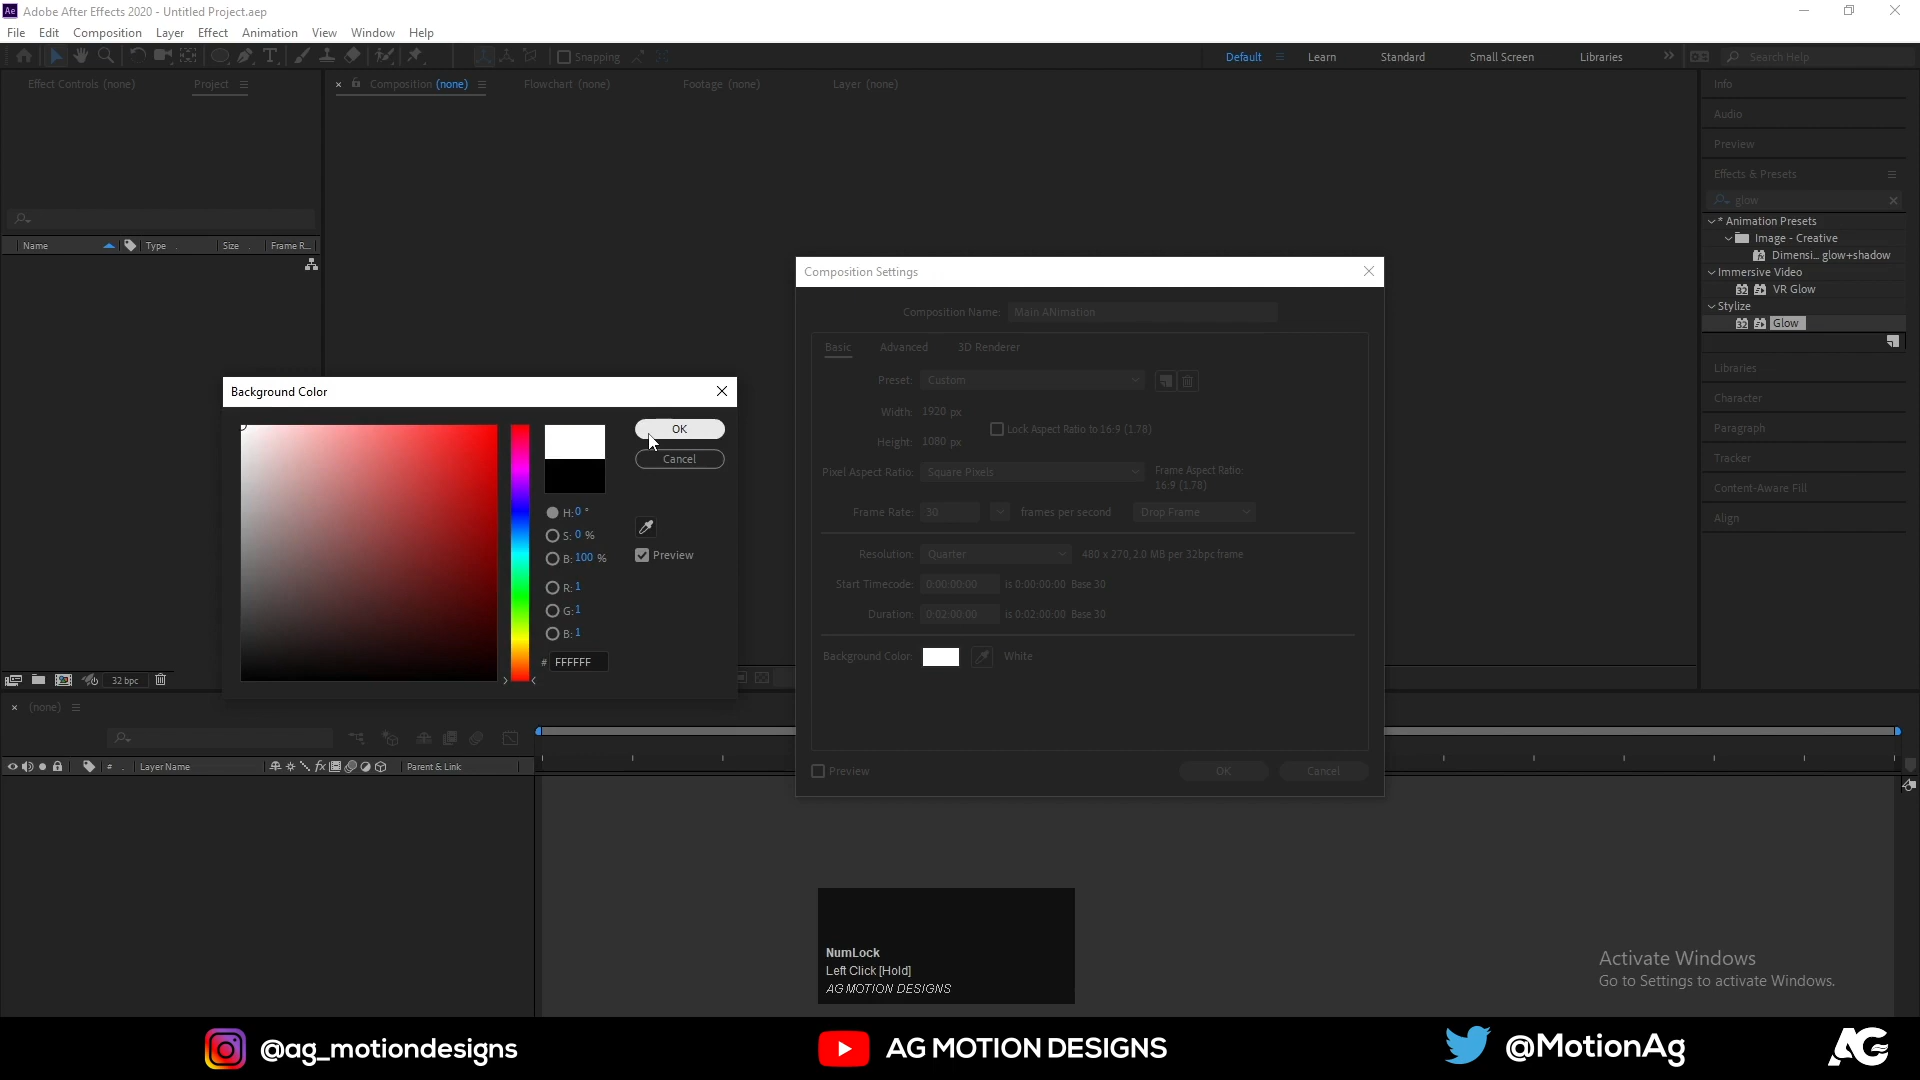 Ae Adobe After Effects 2020 - Untitled Project.aep
File Edit Composition Layer Effect Animation View Window Help
Snapping Default Learn Standard Small Screen Libraries Search Help
Effect Controls (none) Project Composition (none) Flowchart (none) Footage (none) Layer (none)
Info
Audio
Preview
Effects & Presets
glow
* Animation Presets
Image - Creative
Dimensi... glow+shadow
Immersive Video
32 VR Glow
Stylize
32 Glow
Libraries
Character
Paragraph
Tracker
Content-Aware Fill
Align
Name Type Size Frame R...
Composition Settings
Composition Name: Main ANimation
Basic Advanced 3D Renderer
Preset: Custom
Width: 1920 px
Lock Aspect Ratio to 16:9 (1.78)
Height: 1080 px
Pixel Aspect Ratio: Square Pixels Frame Aspect Ratio:
16:9 (1.78)
Frame Rate: 30 frames per second Drop Frame
Resolution: Quarter 480 x 270, 2.0 MB per 32bpc frame
Start Timecode: 0:00:00:00 is 0:00:00:00 Base 30
Duration: 0:02:00:00 is 0:02:00:00 Base 30
Background Color: White
Preview OK Cancel
Background Color
OK
Cancel
H: 0 °
S: 0 %
B: 100 %
Preview
R: 1
G: 1
B: 1
# FFFFFF
32 bpc
(none)
# . Layer Name fx Parent & Link
NumLock
Left Click [Hold]
AG MOTION DESIGNS
Activate Windows
Go to Settings to activate Windows.
@ag_motiondesigns AG MOTION DESIGNS @MotionAg AG